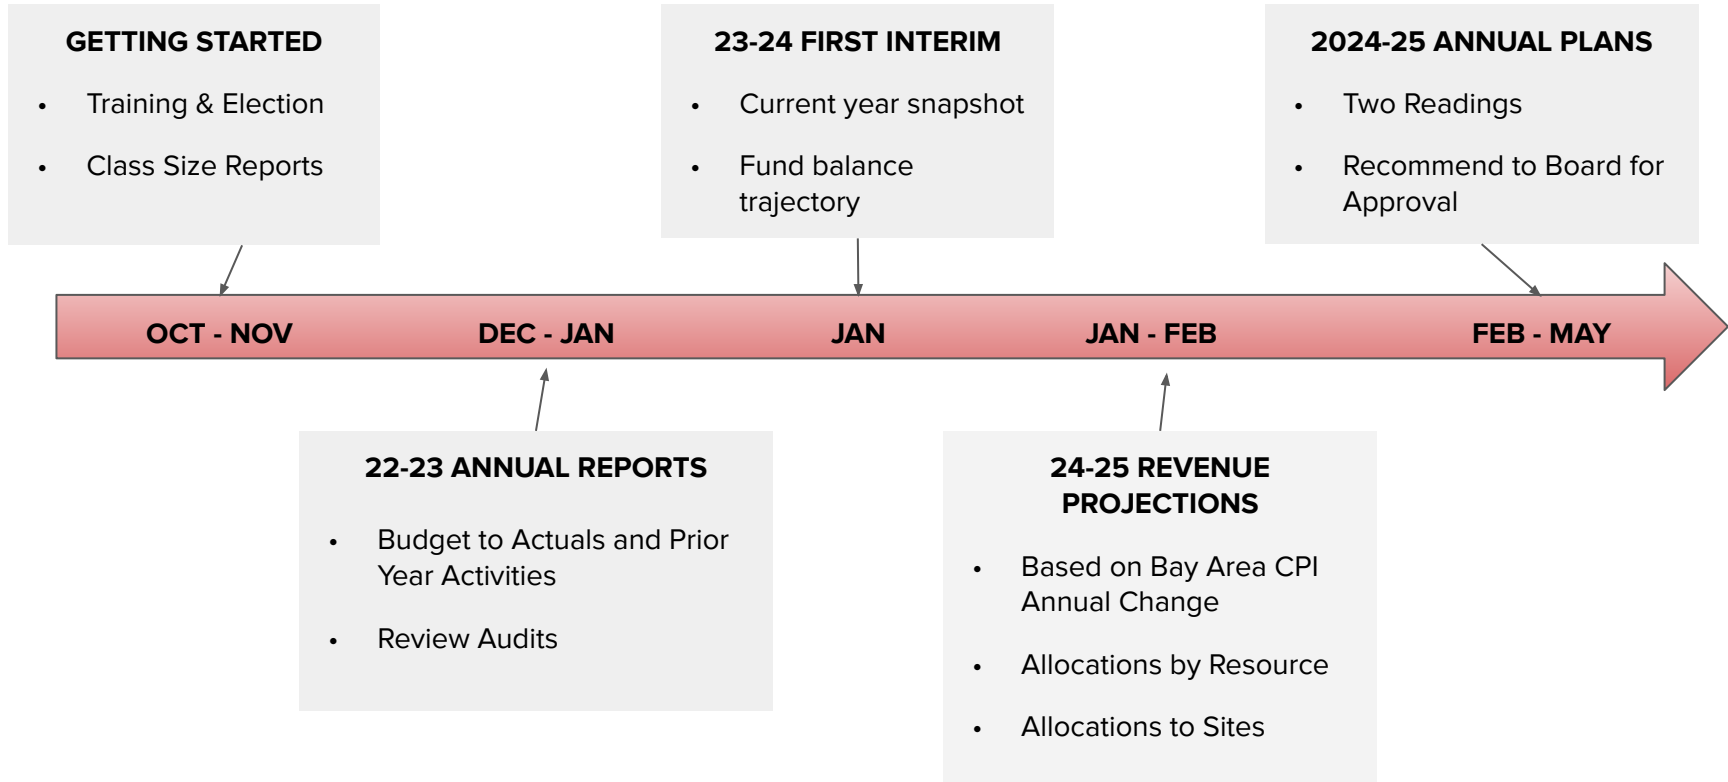 GETTING STARTED
• Training & Election
• Class Size Reports
23-24 FIRST INTERIM
• Current year snapshot
• Fund balance
trajectory
2024-25 ANNUAL PLANS
• Two Readings
• Recommend to Board for
Approval
OCT - NOV
DEC - JAN
JAN
JAN - FEB
FEB - MAY
22-23 ANNUAL REPORTS
• Budget to Actuals and Prior
Year Activities
• Review Audits
24-25 REVENUE
PROJECTIONS
• Based on Bay Area CPI
Annual Change
• Allocations by Resource
• Allocations to Sites